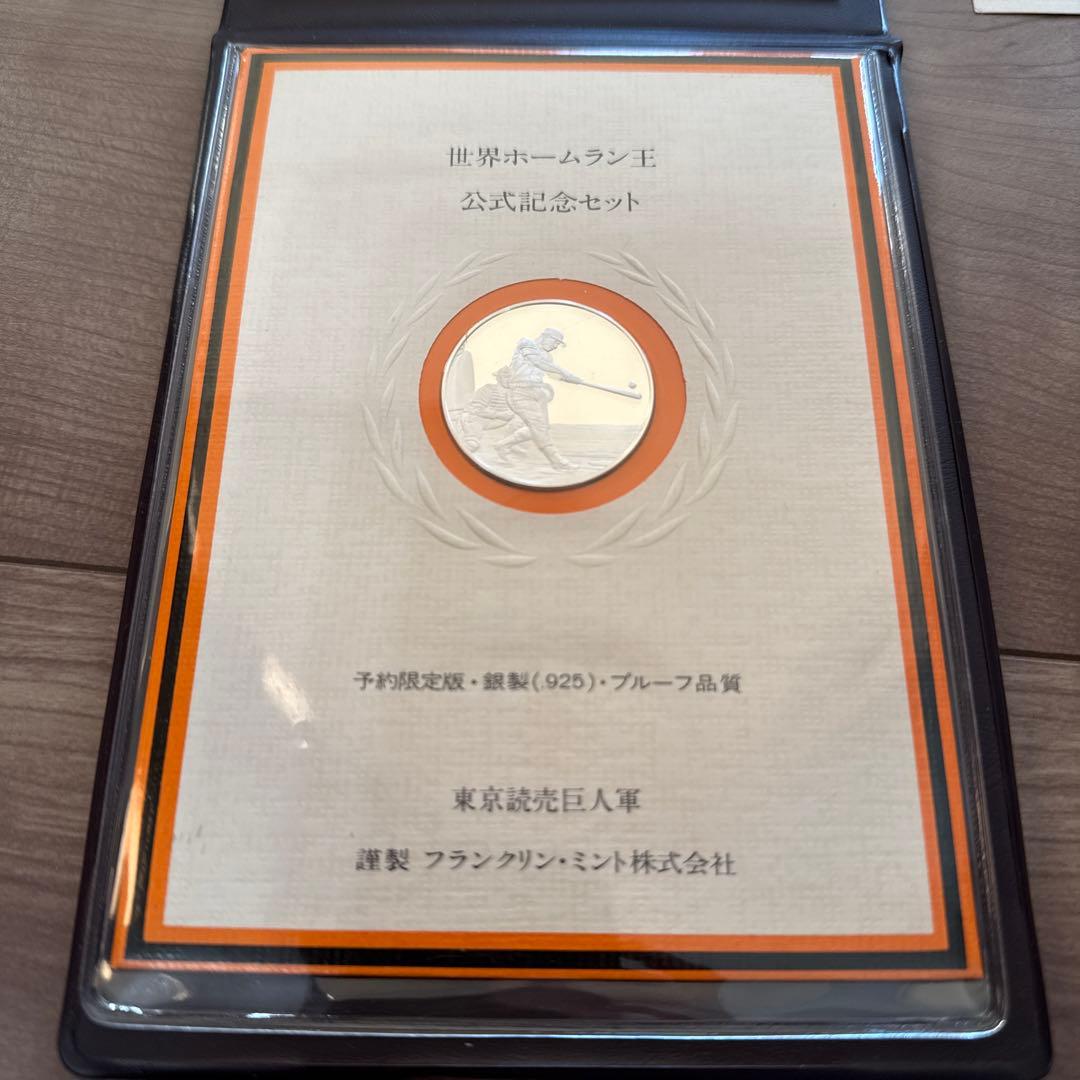 世界ホームラン王
公式記念セット
予約限定版・銀製(.925)・プルーフ品質
東京読売巨人軍
謹製 フランクリン・ミント株式会社